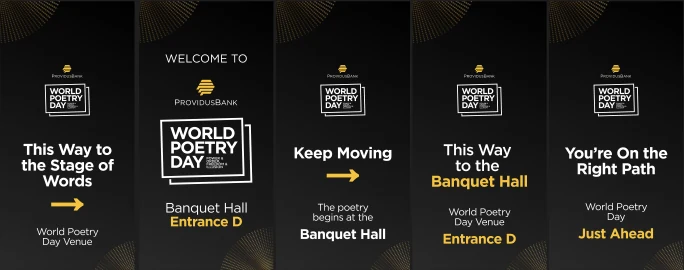 PROVIDUSBANK
WORLD
POETRY
DAY
This Way to
the Stage of
Words
World Poetry
Day Venue
WELCOME TO
PROVIDUSBANK
WORLD
POETRY
DAY
Banquet Hall
Entrance D
PROVIDUSBANK
WORLD
POETRY
DAY
Keep Moving
The poetry
begins at the
Banquet Hall
PROVIDUSBANK
WORLD
POETRY
DAY
This Way
to the
Banquet Hall
World Poetry
Day Venue
Entrance D
PROVIDUSBANK
WORLD
POETRY
DAY
You're On the
Right Path
World Poetry
Day
Just Ahead